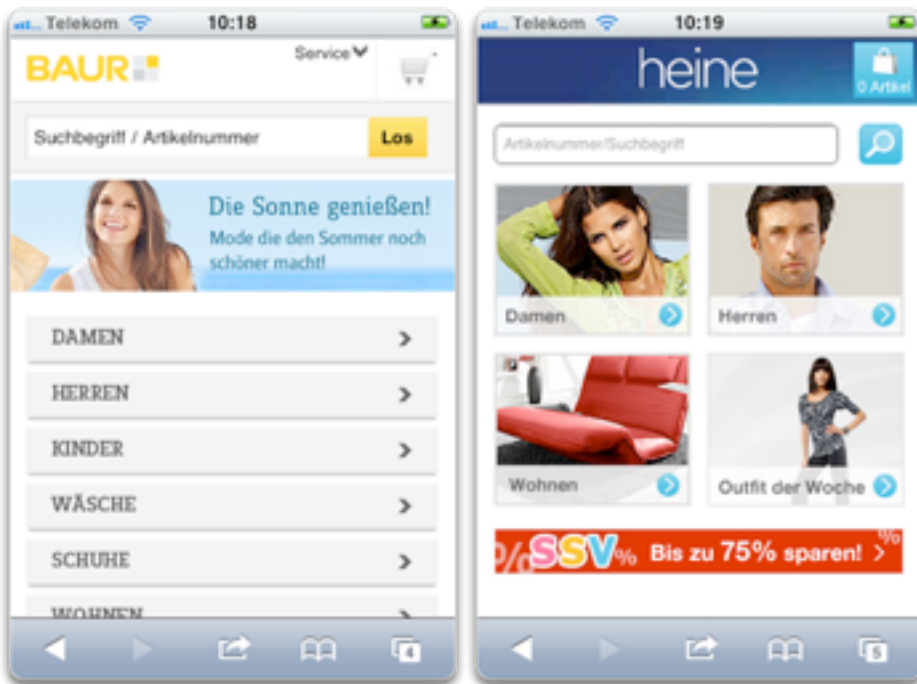 Telekom 10:18
BAUR
Service
Suchbegriff / Artikelnummer
Los
Die Sonne genießen!
Mode die den Sommer noch
schöner macht!
DAMEN
HERREN
KINDER
WÄSCHE
SCHUHE
WOHNEN
4
Telekom 10:19
heine
0 Artikel
Artikelnummer/Suchbegriff
Damen
Herren
Wohnen
Outfit der Woche
%SSV% Bis zu 75% sparen! %
5